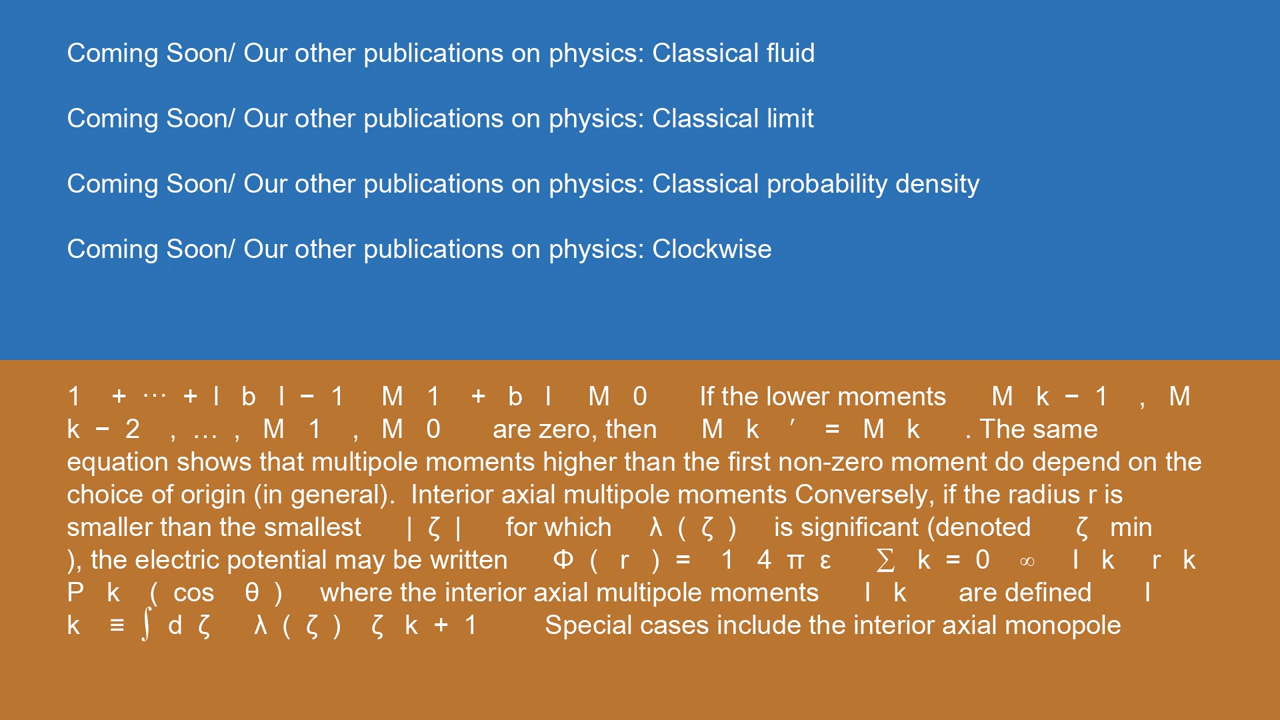 Coming Soon/ Our other publications on physics: Classical fluid
Coming Soon/ Our other publications on physics: Classical limit
Coming Soon/ Our other publications on physics: Classical probability density
Coming Soon/ Our other publications on physics: Clockwise
1 + ⋯ + l b l − 1 M 1 + b l M 0 If the lower moments M k − 1 , M
k − 2 , … , M 1 , M 0 are zero, then M k ′ = M k . The same
equation shows that multipole moments higher than the first non-zero moment do depend on the
choice of origin (in general). Interior axial multipole moments Conversely, if the radius r is
smaller than the smallest | ζ | for which λ ( ζ ) is significant (denoted ζ min
), the electric potential may be written Φ ( r ) = 1 4 π ε ∑ k = 0 ∞ I k r k
P k ( cos θ ) where the interior axial multipole moments I k are defined I
k ≡ ∫ d ζ λ ( ζ ) ζ k + 1 Special cases include the interior axial monopole